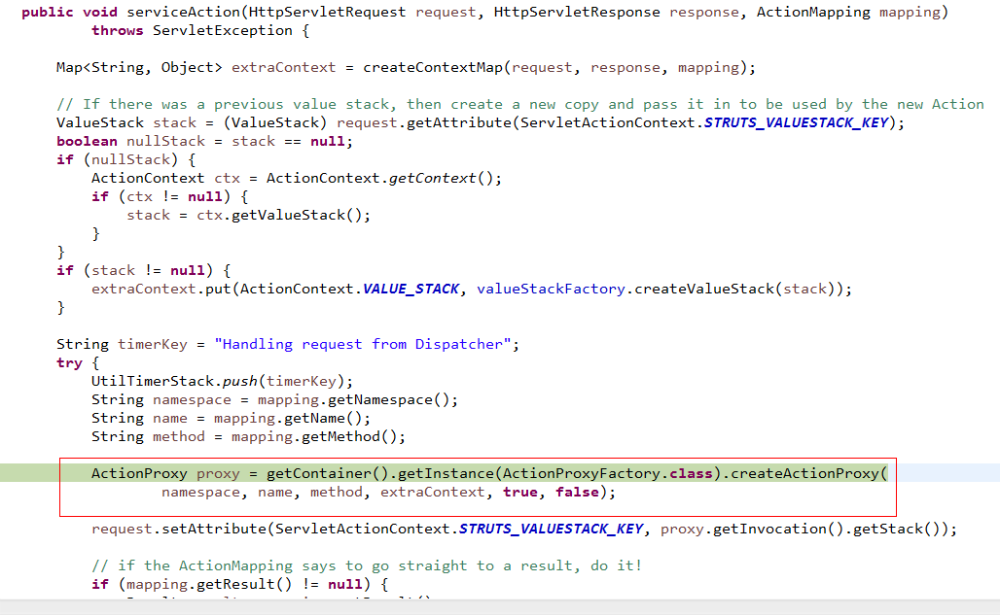 public void serviceAction(HttpServletRequest request, HttpServletResponse response, ActionMapping mapping)
throws ServletException {
Map<String, Object> extraContext = createContextMap(request, response, mapping);
// If there was a previous value stack, then create a new copy and pass it in to be used by the new Action
ValueStack stack = (ValueStack) request.getAttribute(ServletActionContext.STRUTS_VALUESTACK_KEY);
boolean nullStack = stack == null;
if (nullStack) {
ActionContext ctx = ActionContext.getContext();
if (ctx != null) {
stack = ctx.getValueStack();
}
}
if (stack != null) {
extraContext.put(ActionContext.VALUE_STACK, valueStackFactory.createValueStack(stack));
}
String timerKey = "Handling request from Dispatcher";
try {
UtilTimerStack.push(timerKey);
String namespace = mapping.getNamespace();
String name = mapping.getName();
String method = mapping.getMethod();
ActionProxy proxy = getContainer().getInstance(ActionProxyFactory.class).createActionProxy(
namespace, name, method, extraContext, true, false);
request.setAttribute(ServletActionContext.STRUTS_VALUESTACK_KEY, proxy.getInvocation().getStack());
// if the ActionMapping says to go straight to a result, do it!
if (mapping.getResult() != null) {